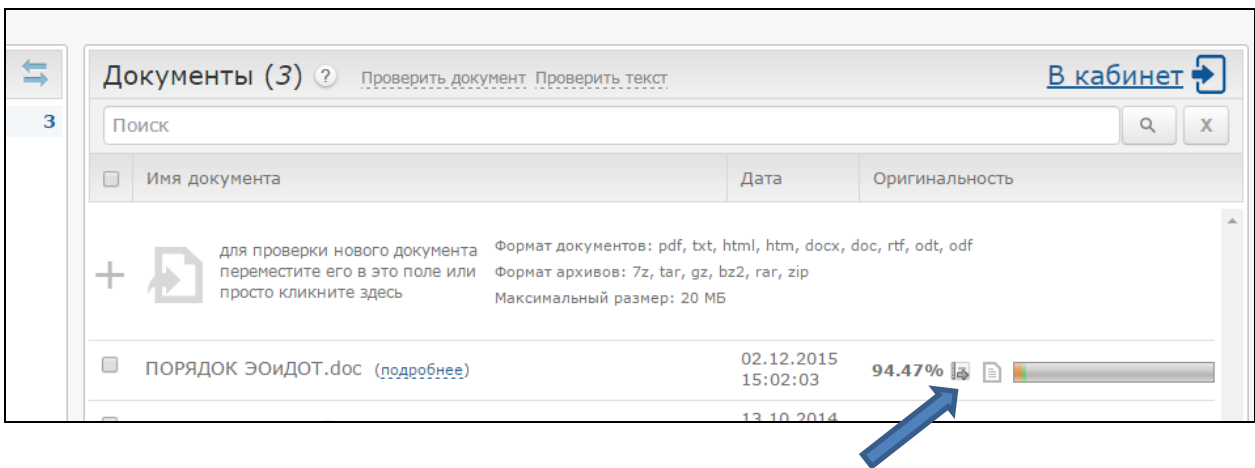 Документы (3) ? Проверить документ Проверить текст В кабинет
3
Поиск X
Имя документа Дата Оригинальность
для проверки нового документа
переместите его в это поле или
просто кликните здесь
Формат документов: pdf, txt, html, htm, docx, doc, rtf, odt, odf
Формат архивов: 7z, tar, gz, bz2, rar, zip
Максимальный размер: 20 МБ
ПОРЯДОК ЭОиДОТ.doc (подробнее) 02.12.2015
15:02:03 94.47%
13.10.2014